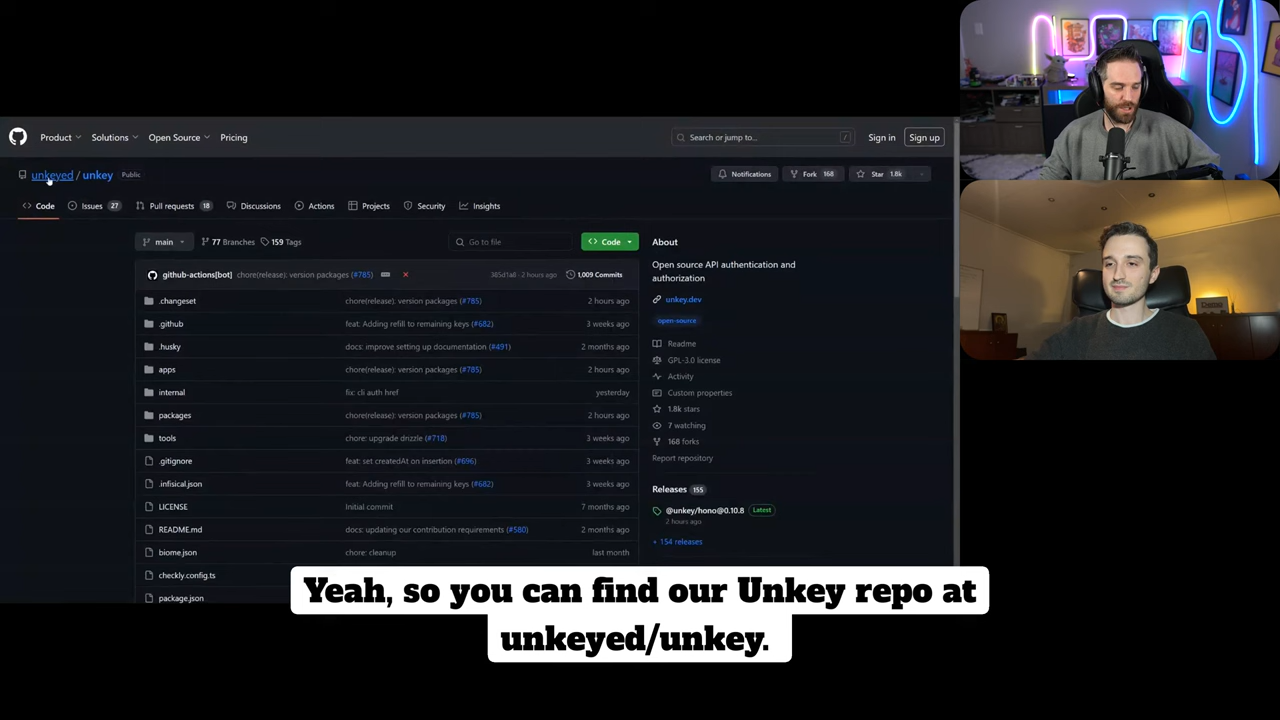 Product
Solutions
Open Source
Pricing
Search or jump to...
/
Sign in
Sign up
unkeyed / unkey
Public
Notifications
Fork 168
Star 1.8k
Code
Issues 27
Pull requests 18
Discussions
Actions
Projects
Security
Insights
main
77 Branches
159 Tags
Go to file
Code
github-actions[bot] chore(release): version packages (#785)
385d1a8 · 2 hours ago
1,009 Commits
.changeset chore(release): version packages (#785) 2 hours ago
.github feat: Adding refill to remaining keys (#682) 3 weeks ago
.husky docs: improve setting up documentation (#491) 2 months ago
apps chore(release): version packages (#785) 2 hours ago
internal fix: cli auth href yesterday
packages chore(release): version packages (#785) 2 hours ago
tools chore: upgrade drizzle (#718) 3 weeks ago
.gitignore feat: set createdAt on insertion (#696) 3 weeks ago
.infisical.json feat: Adding refill to remaining keys (#682) 3 weeks ago
LICENSE Initial commit 7 months ago
README.md docs: updating our contribution requirements (#580) 2 months ago
biome.json chore: cleanup last month
checkly.config.ts
package.json
About
Open source API authentication and
authorization
unkey.dev
open-source
Readme
GPL-3.0 license
Activity
Custom properties
1.8k stars
7 watching
168 forks
Report repository
Releases 155
@unkey/hono@0.10.8 Latest
2 hours ago
+ 154 releases
Yeah, so you can find our Unkey repo at
unkeyed/unkey.